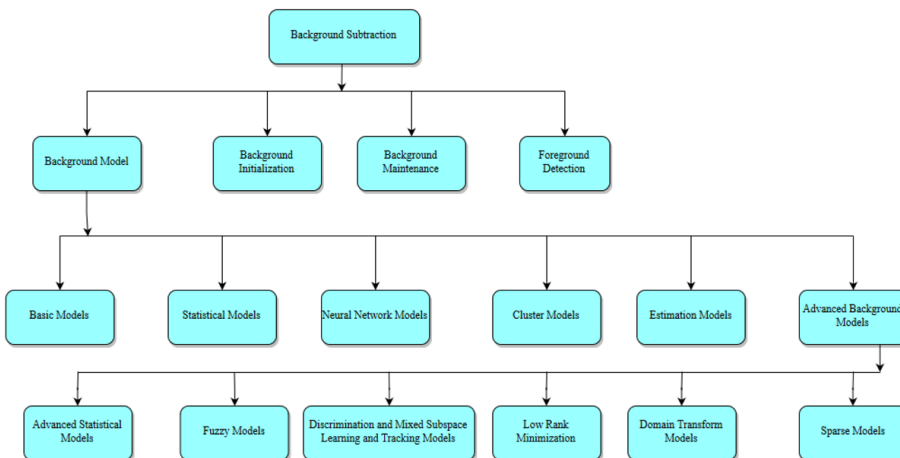 Background Subtraction
Background Model
Background
Initialization
Background
Maintenance
Foreground
Detection
Basic Models
Statistical Models
Neural Network Models
Cluster Models
Estimation Models
Advanced Background
Models
Advanced Statistical
Models
Fuzzy Models
Discrimination and Mixed Subspace
Learning and Tracking Models
Low Rank
Minimization
Domain Transform
Models
Sparse Models